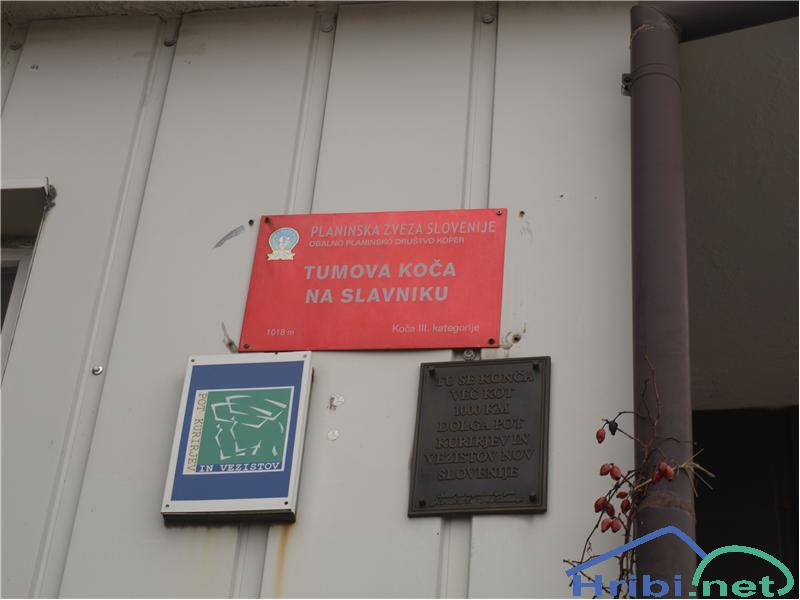 PLANINSKA ZVEZA SLOVENIJE
OBALNO PLANINSKO DRUŠTVO KOPER
TUMOVA KOČA
NA SLAVNIKU
1018 m
Koča III. kategorije
POT KURIRJEV
IN VEZISTOV
TU SE KONČA
VEČ KOT
1000 KM
DOLGA POT
KURIRJEV IN
VEZISTOV NOV
SLOVENIJE
Hribi.net